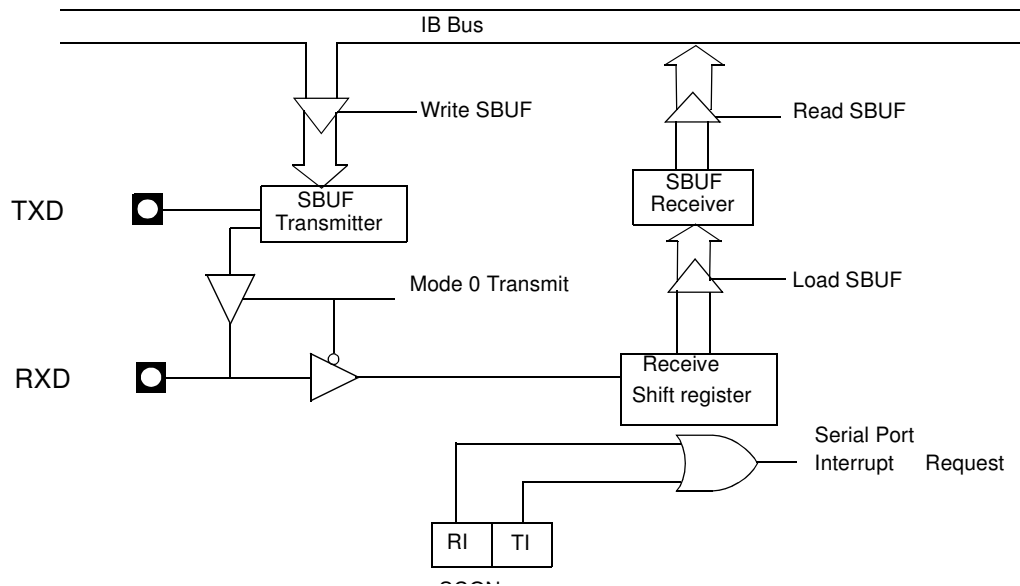 IB Bus
Write SBUF
Read SBUF
SBUF
Transmitter
SBUF
Receiver
TXD
Mode 0 Transmit
Load SBUF
RXD
Receive
Shift register
Serial Port
Interrupt Request
RI
TI